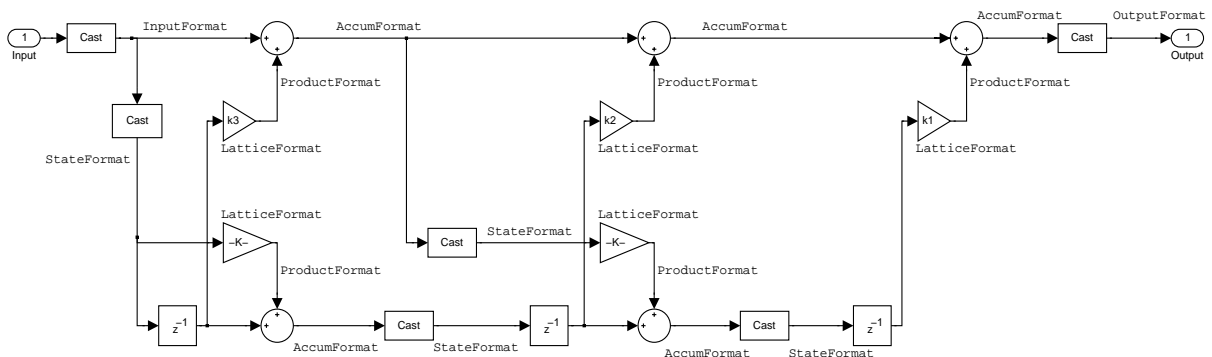 InputFormat
AccumFormat
AccumFormat
AccumFormat
OutputFormat
1
Cast
+
+
+
+
+
+
Cast
1
Input
Output
ProductFormat
ProductFormat
ProductFormat
Cast
k3
k2
k1
LatticeFormat
LatticeFormat
LatticeFormat
StateFormat
LatticeFormat
LatticeFormat
StateFormat
–K–
Cast
–K–
ProductFormat
ProductFormat
z–1
+
+
Cast
z–1
+
+
Cast
z–1
AccumFormat
StateFormat
AccumFormat
StateFormat